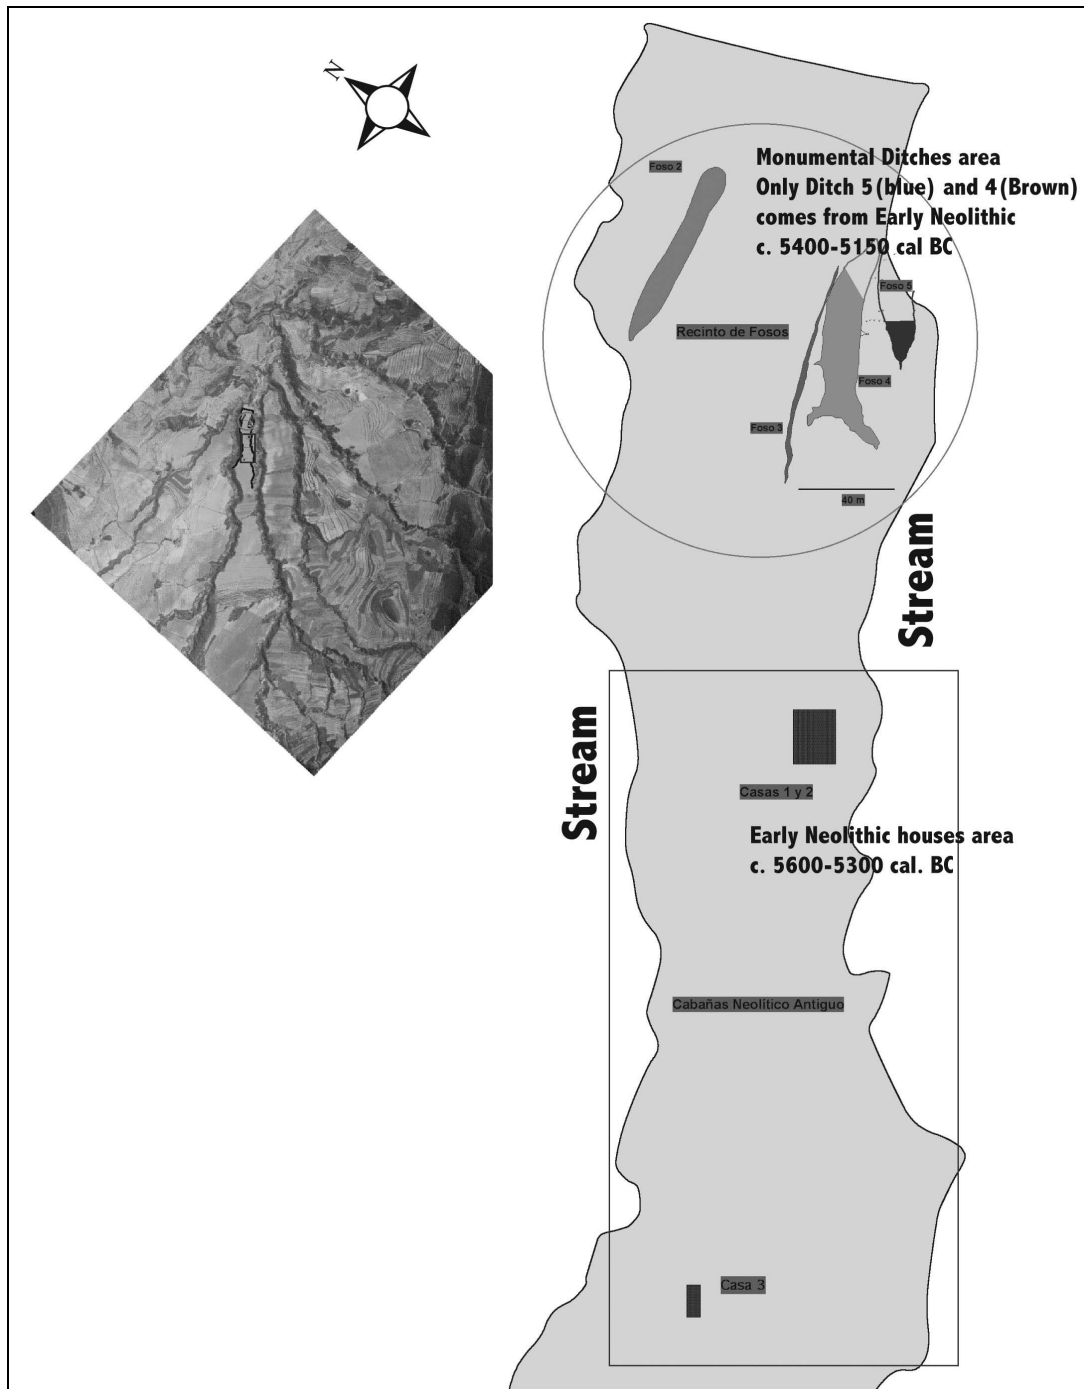 N
Foso 2
Monumental Ditches area
Only Ditch 5 (blue) and 4 (Brown)
comes from Early Neolithic
c. 5400-5150 cal BC
Foso 5
Recinto de Fosos
Foso 4
Foso 3
40 m
Stream
Stream
Casas 1 y 2
Early Neolithic houses area
c. 5600-5300 cal. BC
Cabañas Neolítico Antiguo
Casa 3